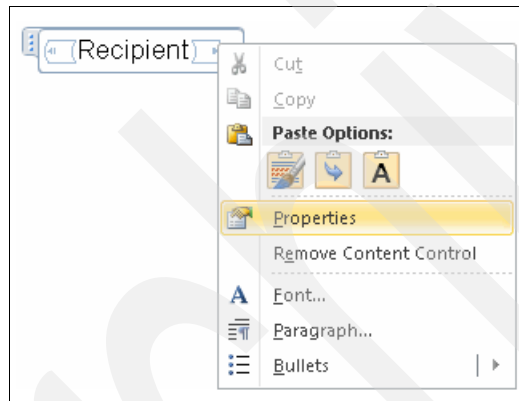 Recipient
Cut
Copy
Paste Options:
A
Properties
Remove Content Control
A Font...
Paragraph...
Bullets